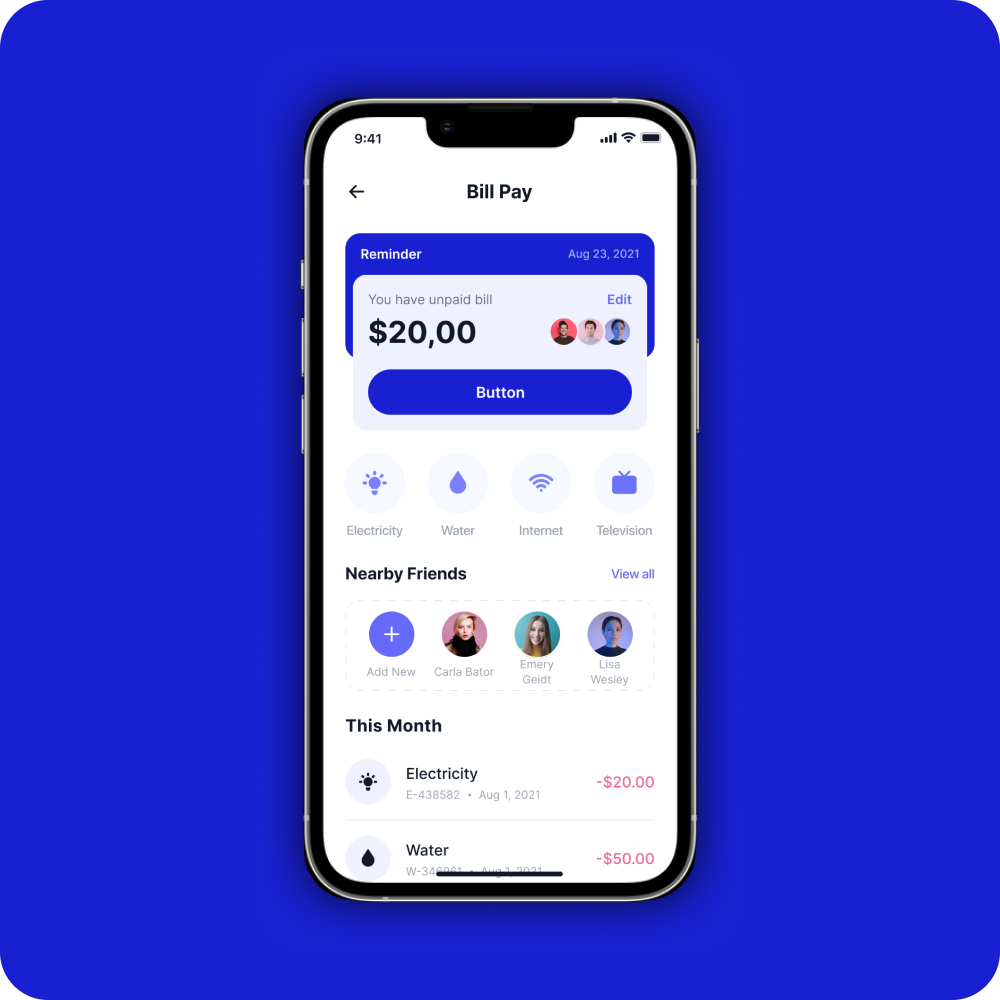 9:41
Bill Pay
Reminder
Aug 23, 2021
You have unpaid bill
Edit
$20,00
Button
Electricity
Water
Internet
Television
Nearby Friends
View all
Add New
Carla Bator
Emery
Geidt
Lisa
Wesley
This Month
Electricity
-$20.00
E-438582 • Aug 1, 2021
Water
-$50.00
W-346961 • Aug 1, 2021